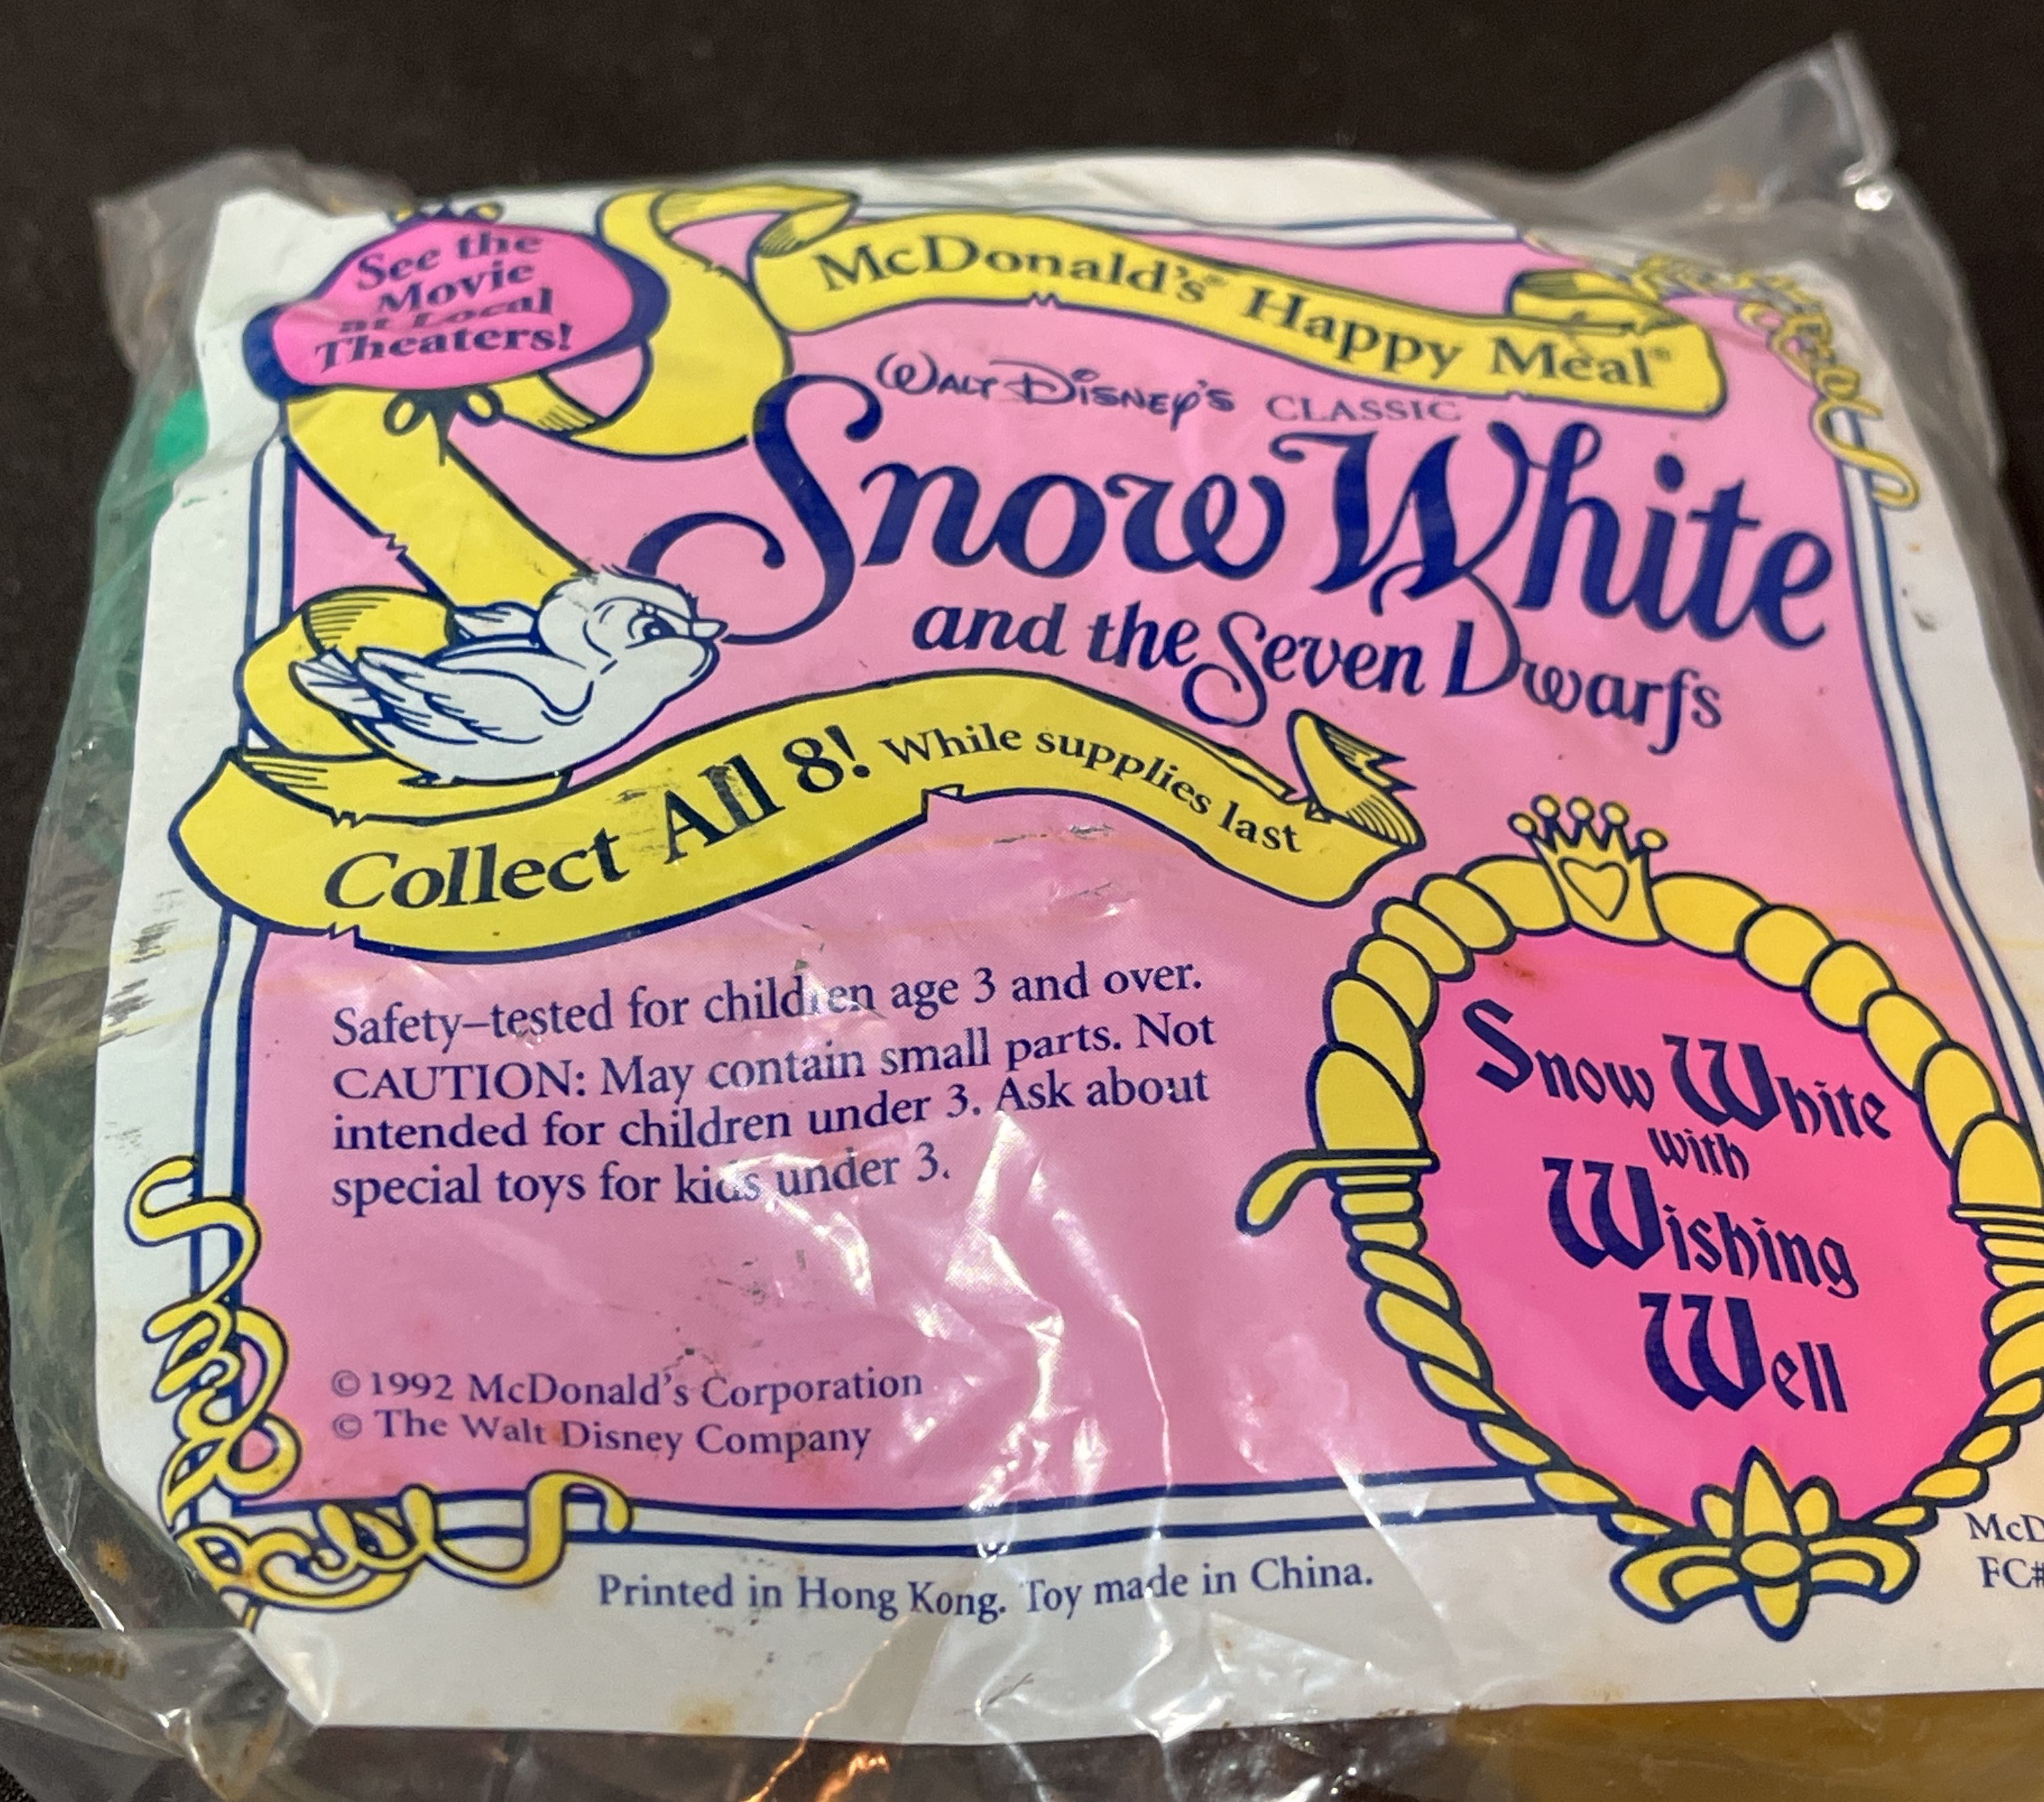 See the
Movie
at Local
Theaters!
McDonald's® Happy Meal®
WALT DISNEY'S CLASSIC
Snow White
and the Seven Dwarfs
Collect All 8! While supplies last
Safety–tested for children age 3 and over.
CAUTION: May contain small parts. Not
intended for children under 3. Ask about
special toys for kids under 3.
Snow White
with
Wishing
Well
© 1992 McDonald's Corporation
© The Walt Disney Company
Printed in Hong Kong. Toy made in China.
McD
FC#